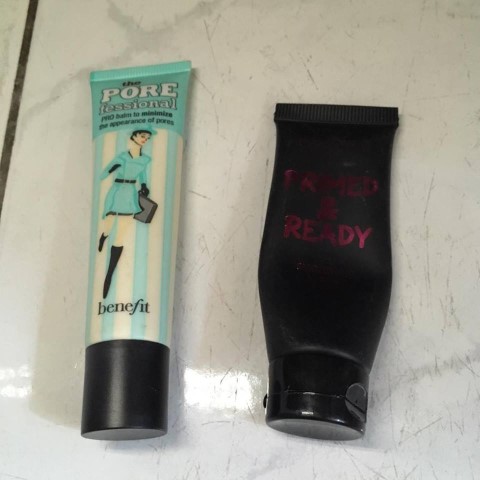 the
PORE
fessional
PRO balm to minimize
the appearance of pores
benefit
PRIMED
&
READY